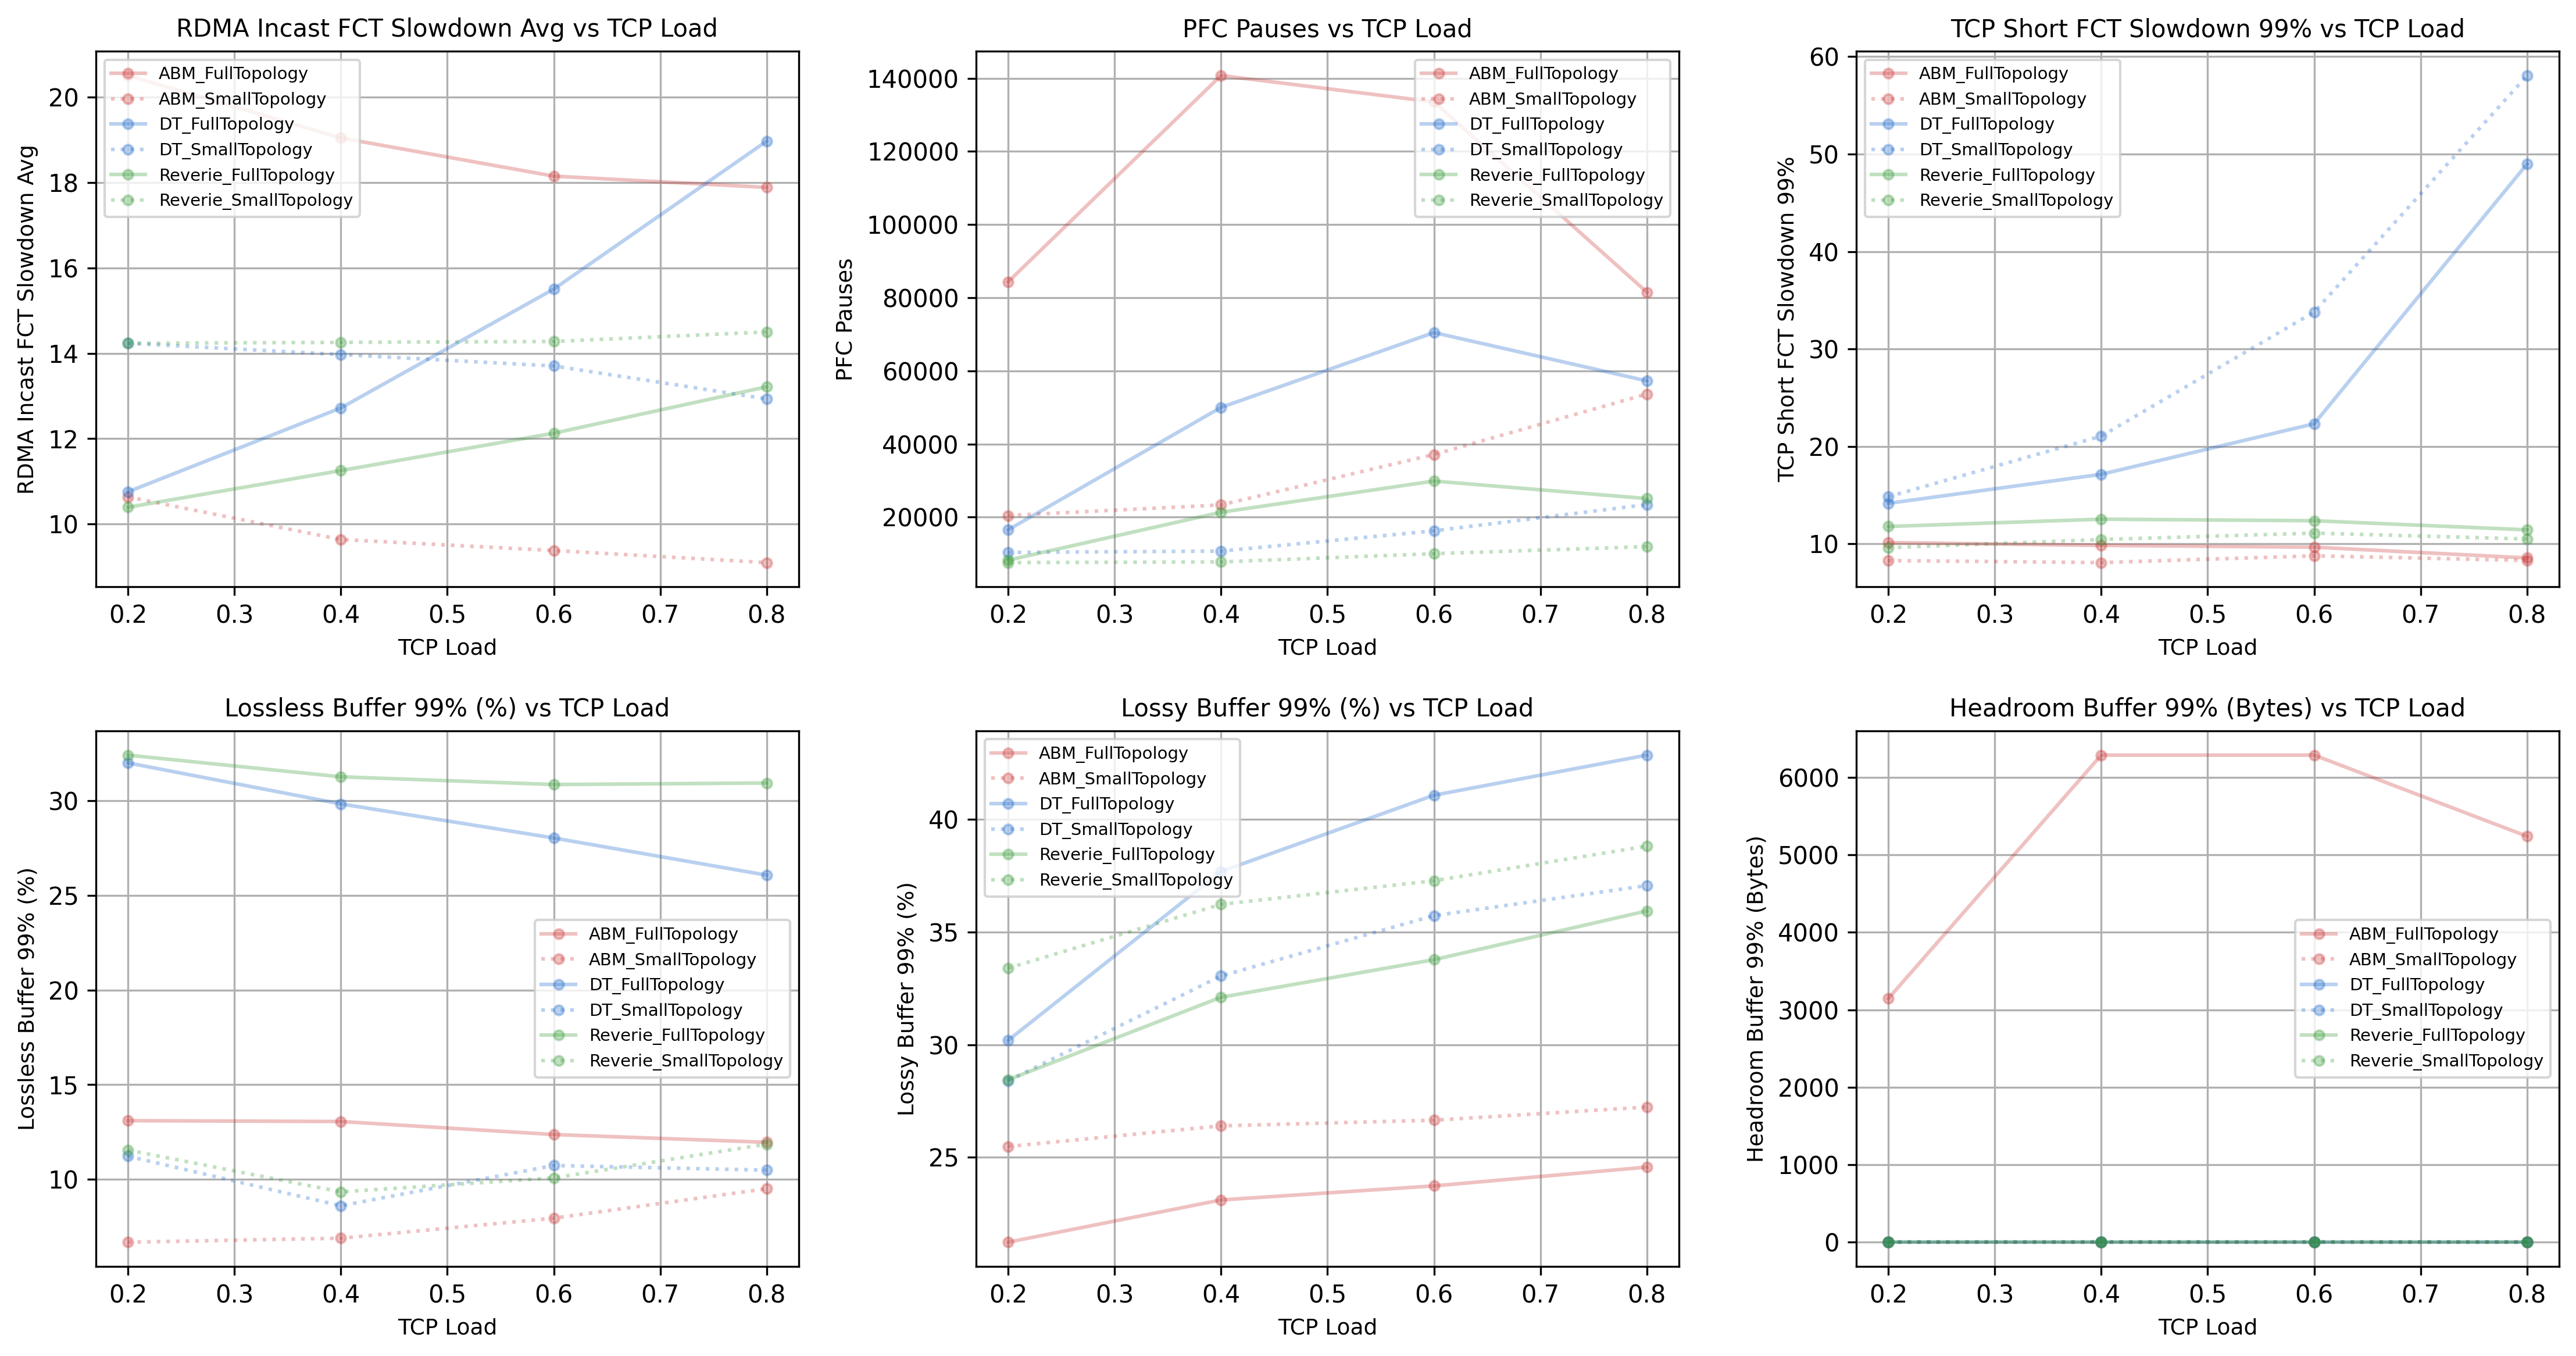 RDMA Incast FCT Slowdown Avg vs TCP Load
RDMA Incast FCT Slowdown Avg
20
18
16
14
12
10
ABM_FullTopology
ABM_SmallTopology
DT_FullTopology
DT_SmallTopology
Reverie_FullTopology
Reverie_SmallTopology
0.2 0.3 0.4 0.5 0.6 0.7 0.8
TCP Load
PFC Pauses vs TCP Load
PFC Pauses
140000
120000
100000
80000
60000
40000
20000
ABM_FullTopology
ABM_SmallTopology
DT_FullTopology
DT_SmallTopology
Reverie_FullTopology
Reverie_SmallTopology
0.2 0.3 0.4 0.5 0.6 0.7 0.8
TCP Load
TCP Short FCT Slowdown 99% vs TCP Load
TCP Short FCT Slowdown 99%
60
50
40
30
20
10
ABM_FullTopology
ABM_SmallTopology
DT_FullTopology
DT_SmallTopology
Reverie_FullTopology
Reverie_SmallTopology
0.2 0.3 0.4 0.5 0.6 0.7 0.8
TCP Load
Lossless Buffer 99% (%) vs TCP Load
Lossless Buffer 99% (%)
30
25
20
15
10
ABM_FullTopology
ABM_SmallTopology
DT_FullTopology
DT_SmallTopology
Reverie_FullTopology
Reverie_SmallTopology
0.2 0.3 0.4 0.5 0.6 0.7 0.8
TCP Load
Lossy Buffer 99% (%) vs TCP Load
Lossy Buffer 99% (%)
40
35
30
25
ABM_FullTopology
ABM_SmallTopology
DT_FullTopology
DT_SmallTopology
Reverie_FullTopology
Reverie_SmallTopology
0.2 0.3 0.4 0.5 0.6 0.7 0.8
TCP Load
Headroom Buffer 99% (Bytes) vs TCP Load
Headroom Buffer 99% (Bytes)
6000
5000
4000
3000
2000
1000
0
ABM_FullTopology
ABM_SmallTopology
DT_FullTopology
DT_SmallTopology
Reverie_FullTopology
Reverie_SmallTopology
0.2 0.3 0.4 0.5 0.6 0.7 0.8
TCP Load